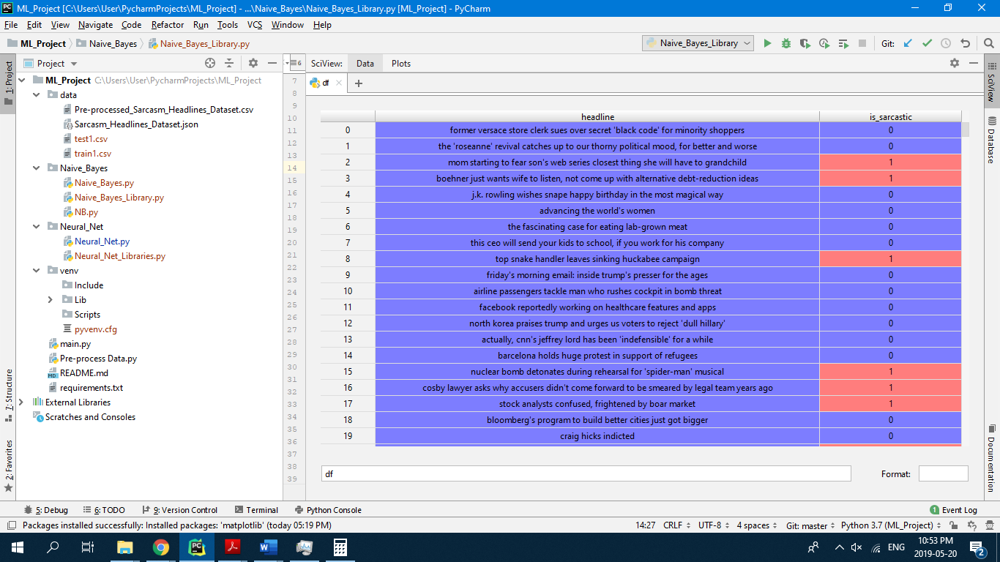 ML_Project [C:\Users\User\PycharmProjects\ML_Project] - ...\Naive_Bayes\Naive_Bayes_Library.py [ML_Project] - PyCharm
File Edit View Navigate Code Refactor Run Tools VCS Window Help
ML_Project Naive_Bayes Naive_Bayes_Library.py Naive_Bayes_Library Git:
1: Project
7: Structure
2: Favorites
Project
ML_Project C:\Users\User\PycharmProjects\ML_Project
data
Pre-processed_Sarcasm_Headlines_Dataset.csv
Sarcasm_Headlines_Dataset.json
test1.csv
train1.csv
Naive_Bayes
Naive_Bayes.py
Naive_Bayes_Library.py
NB.py
Neural_Net
Neural_Net.py
Neural_Net_Libraries.py
venv
Include
Lib
Scripts
pyvenv.cfg
main.py
Pre-process Data.py
README.md
requirements.txt
External Libraries
Scratches and Consoles
6
7
8
9
10
11
12
13
14
15
16
17
18
19
20
21
22
23
24
25
26
27
28
29
30
31
32
33
34
35
36
37
38
39
SciView: Data Plots
df
headline is_sarcastic
0 former versace store clerk sues over secret 'black code' for minority shoppers 0
1 the 'roseanne' revival catches up to our thorny political mood, for better and worse 0
2 mom starting to fear son's web series closest thing she will have to grandchild 1
3 boehner just wants wife to listen, not come up with alternative debt-reduction ideas 1
4 j.k. rowling wishes snape happy birthday in the most magical way 0
5 advancing the world's women 0
6 the fascinating case for eating lab-grown meat 0
7 this ceo will send your kids to school, if you work for his company 0
8 top snake handler leaves sinking huckabee campaign 1
9 friday's morning email: inside trump's presser for the ages 0
10 airline passengers tackle man who rushes cockpit in bomb threat 0
11 facebook reportedly working on healthcare features and apps 0
12 north korea praises trump and urges us voters to reject 'dull hillary' 0
13 actually, cnn's jeffrey lord has been 'indefensible' for a while 0
14 barcelona holds huge protest in support of refugees 0
15 nuclear bomb detonates during rehearsal for 'spider-man' musical 1
16 cosby lawyer asks why accusers didn't come forward to be smeared by legal team years ago 1
17 stock analysts confused, frightened by boar market 1
18 bloomberg's program to build better cities just got bigger 0
19 craig hicks indicted 0
df Format:
SciView
Database
Documentation
5: Debug 6: TODO 9: Version Control Terminal Python Console 1 Event Log
Packages installed successfully: Installed packages: 'matplotlib' (today 05:19 PM) 14:27 CRLF UTF-8 4 spaces Git: master Python 3.7 (ML_Project)
ENG
10:53 PM
2019-05-20
2